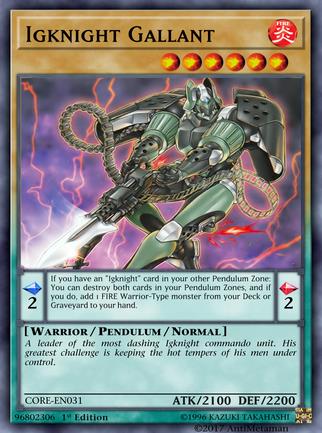 Igknight Gallant
FIRE
炎
If you have an "Igknight" card in your other Pendulum Zone:
You can destroy both cards in your Pendulum Zones, and if
you do, add 1 FIRE Warrior-Type monster from your Deck or
Graveyard to your hand.
2
2
[Warrior / Pendulum / Normal]
A leader of the most dashing Igknight commando unit. His
greatest challenge is keeping the hot tempers of his men under
control.
CORE-EN031
ATK/2100 DEF/2200
96802306 1st Edition
©1996 KAZUKI TAKAHASHI
©2017 AntiMetaman